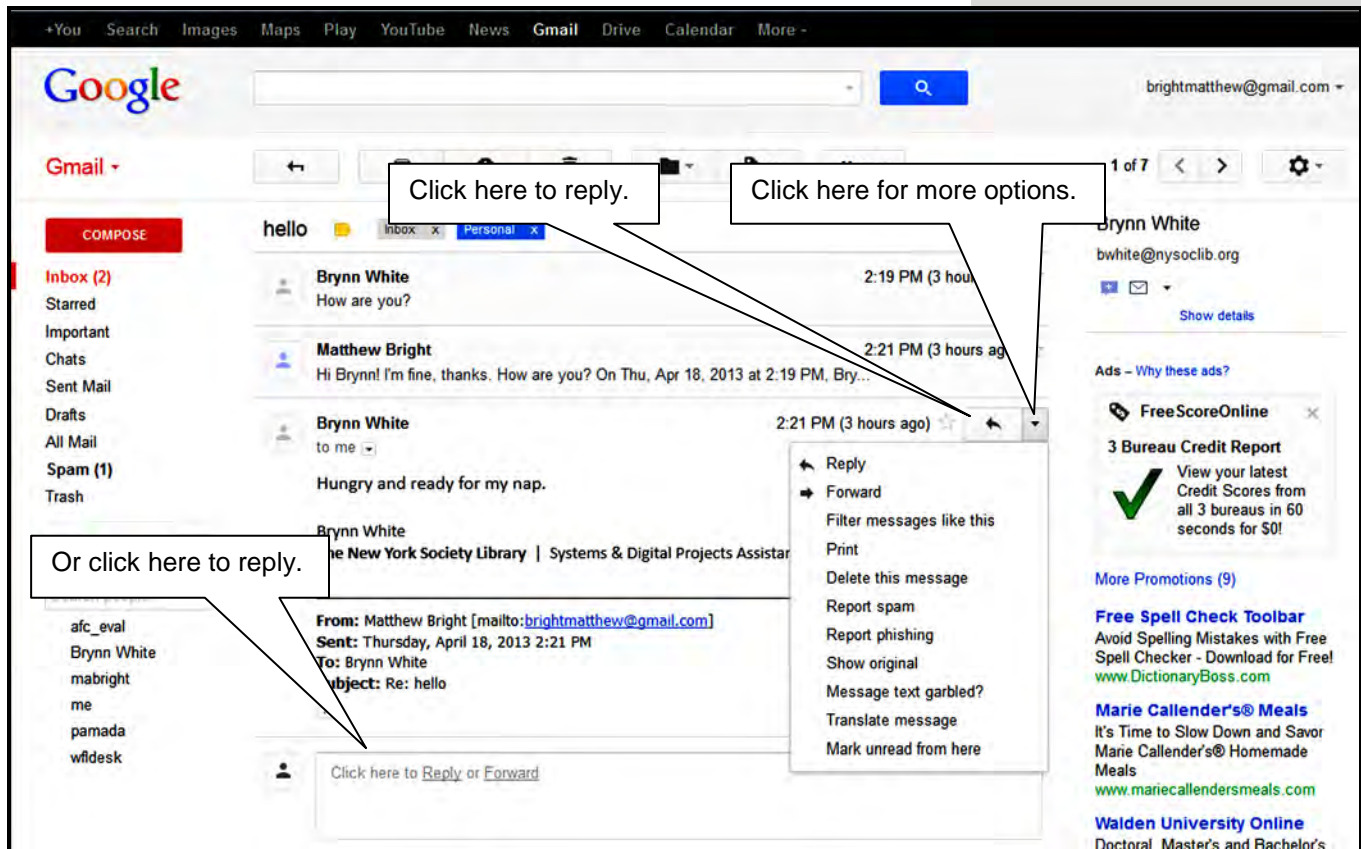 +You Search Images Maps Play YouTube News Gmail Drive Calendar More
Google
brightmatthew@gmail.com
Gmail
1 of 7
Click here to reply.
Click here for more options.
COMPOSE
Inbox (2)
Starred
Important
Chats
Sent Mail
Drafts
All Mail
Spam (1)
Trash
Or click here to reply.
afc_eval
Brynn White
mabright
me
pamada
wfldesk
hello Inbox x Personal x
Brynn White 2:19 PM (3
How are you?
Matthew Bright 2:21 PM (3 hours
Hi Brynn! I'm fine, thanks. How are you? On Thu, Apr 18, 2013 at 2:19 PM, Bry...
Brynn White 2:21 PM (3 hours ago)
to me
Hungry and ready for my nap.
Brynn White
New York Society Library | Systems & Digital Projects
From: Matthew Bright [mailto:brightmatthew@gmail.com]
Sent: Thursday, April 18, 2013 2:21 PM
To: Brynn White
Subject: Re: hello
Click here to Reply or Forward
Reply
Forward
Filter messages like this
Print
Delete this message
Report spam
Report phishing
Show original
Message text garbled?
Translate message
Mark unread from here
Brynn White
bwhite@nysoclib.org
Show details
Ads – Why these ads?
FreeScoreOnline
3 Bureau Credit Report
View your latest
Credit Scores from
all 3 bureaus in 60
seconds for $0!
More Promotions (9)
Free Spell Check Toolbar
Avoid Spelling Mistakes with Free
Spell Checker - Download for Free!
www.DictionaryBoss.com
Marie Callender's® Meals
It's Time to Slow Down and Savor
Marie Callender's® Homemade
Meals
www.mariecallendersmeals.com
Walden University Online
Doctoral, Master's and Bachelor's